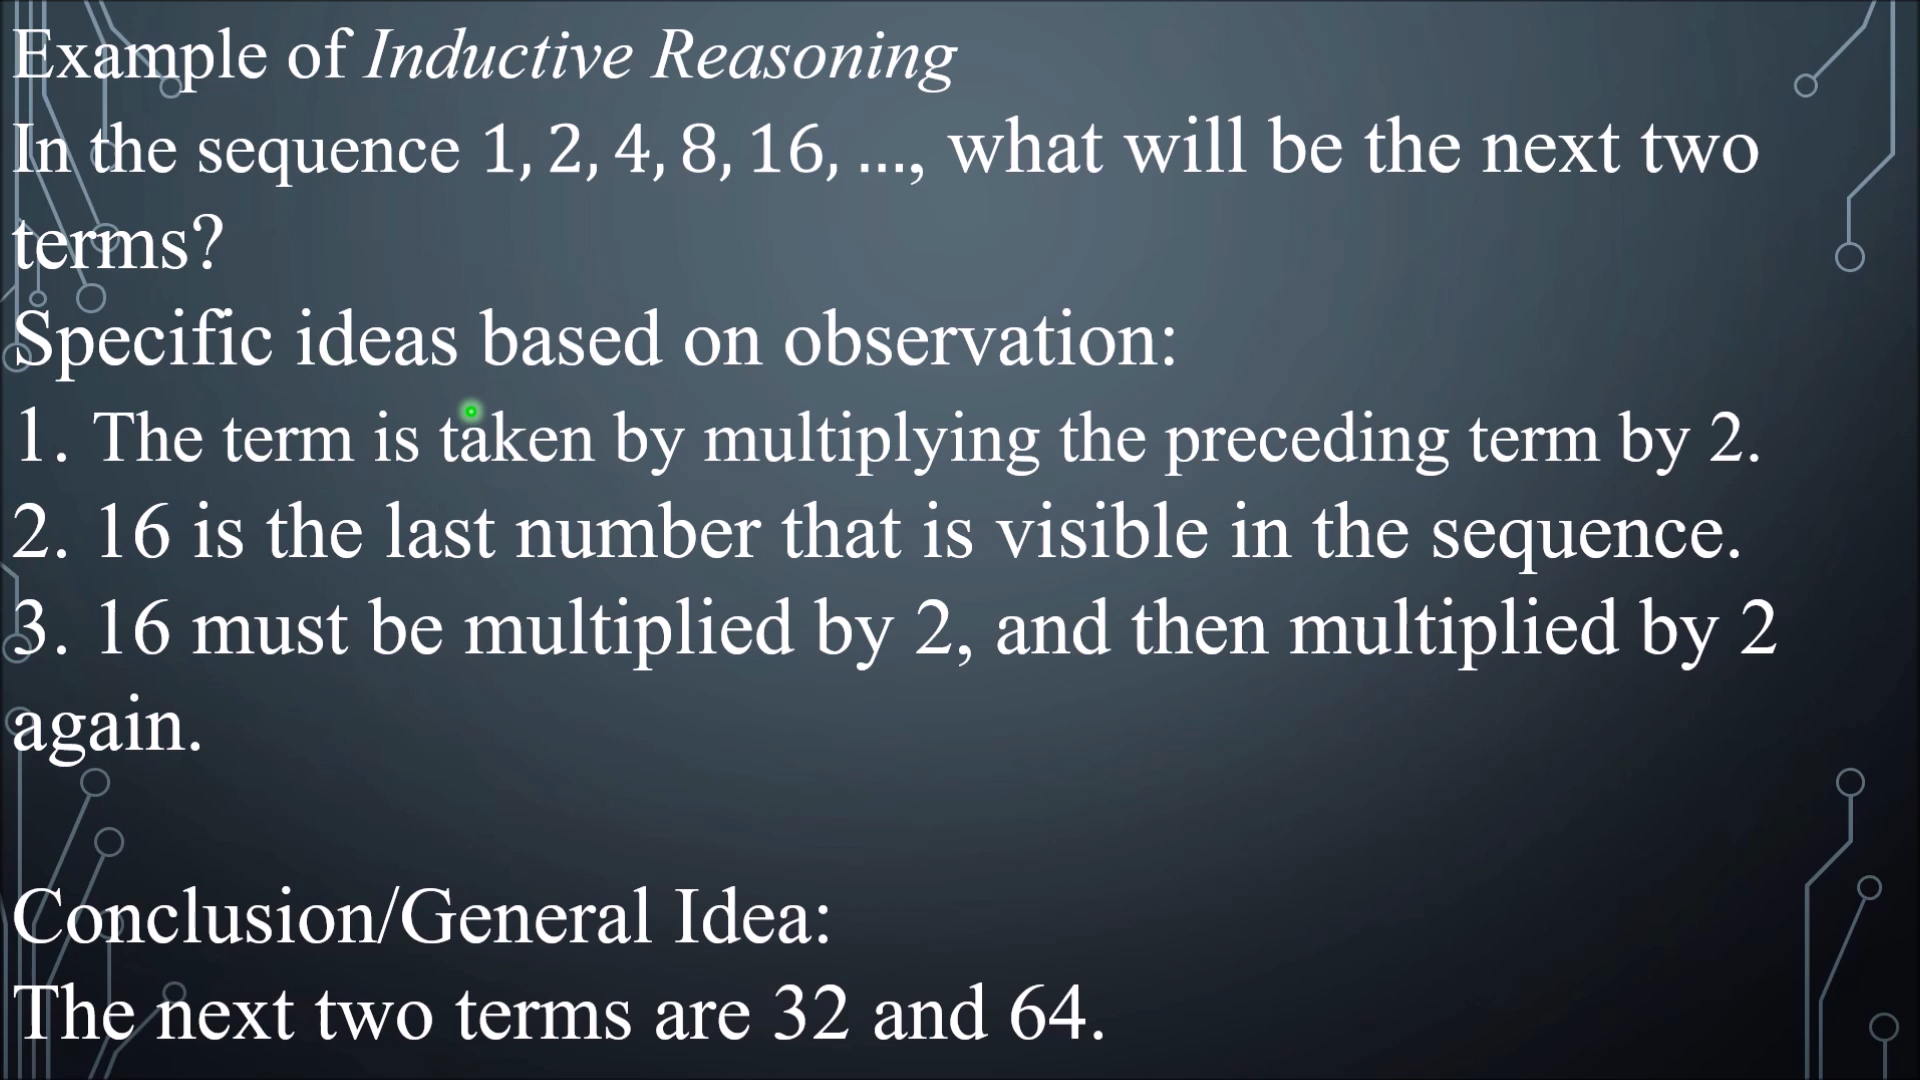 Example of Inductive Reasoning
In the sequence 1, 2, 4, 8, 16, …, what will be the next two
terms?
Specific ideas based on observation:
1. The term is taken by multiplying the preceding term by 2.
2. 16 is the last number that is visible in the sequence.
3. 16 must be multiplied by 2, and then multiplied by 2
again.
Conclusion/General Idea:
The next two terms are 32 and 64.